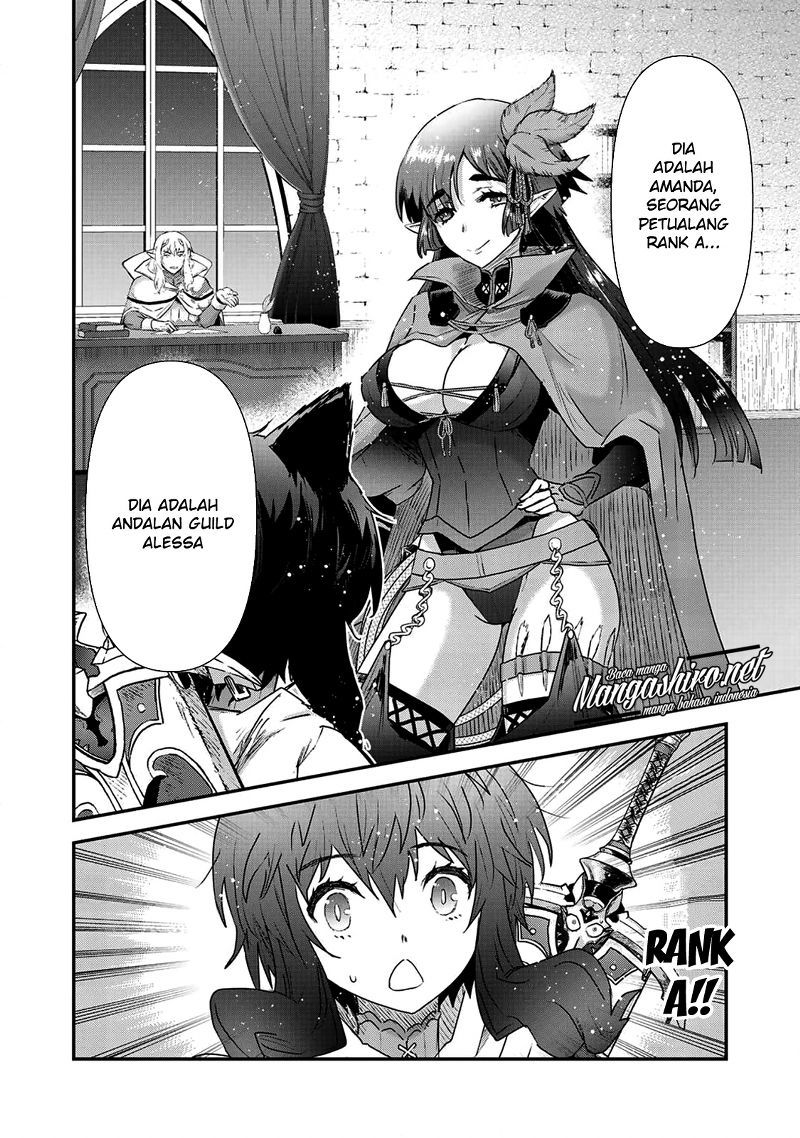 DIA
ADALAH
AMANDA,
SEORANG
PETUALANG
RANK A...
DIA ADALAH
ANDALAN GUILD
ALESSA
Baca manga
Mangashiro.net
manga bahasa indonesia
RANK
A!!